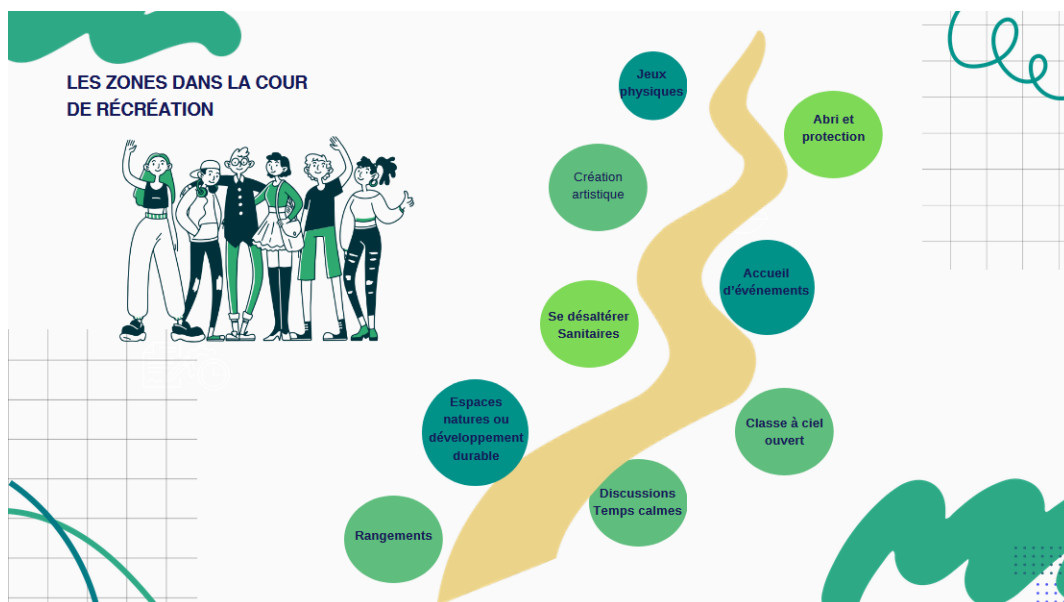 LES ZONES DANS LA COUR
DE RÉCRÉATION
Jeux
physiques
Abri et
protection
Création
artistique
Accueil
d'événements
Se désaltérer
Sanitaires
Espaces
natures ou
développement
durable
Classe à ciel
ouvert
Discussions
Temps calmes
Rangements